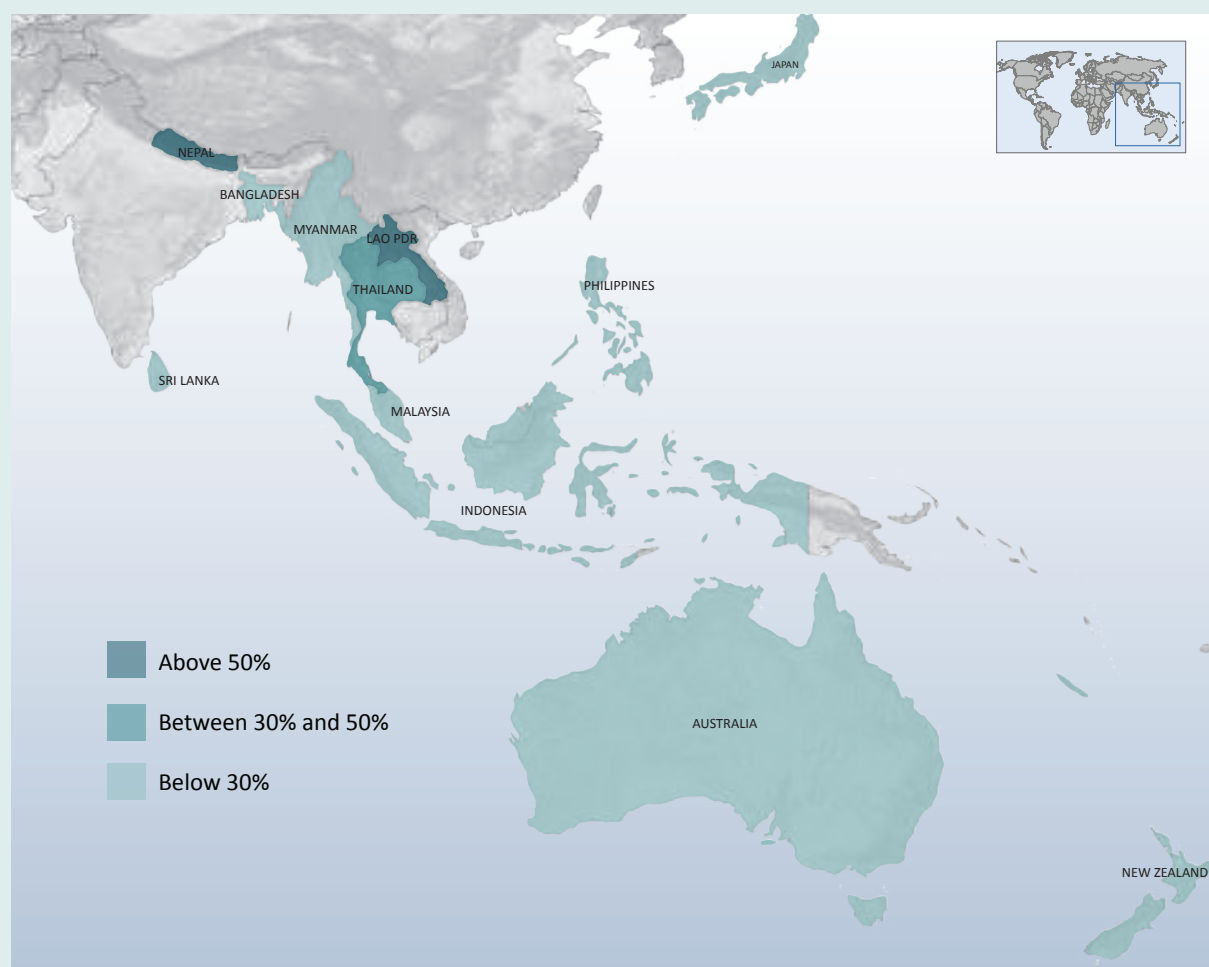 JAPAN
NEPAL
BANGLADESH
MYANMAR
LAO PDR
THAILAND
PHILIPPINES
SRI LANKA
MALAYSIA
INDONESIA
Above 50%
Between 30% and 50%
Below 30%
AUSTRALIA
NEW ZEALAND